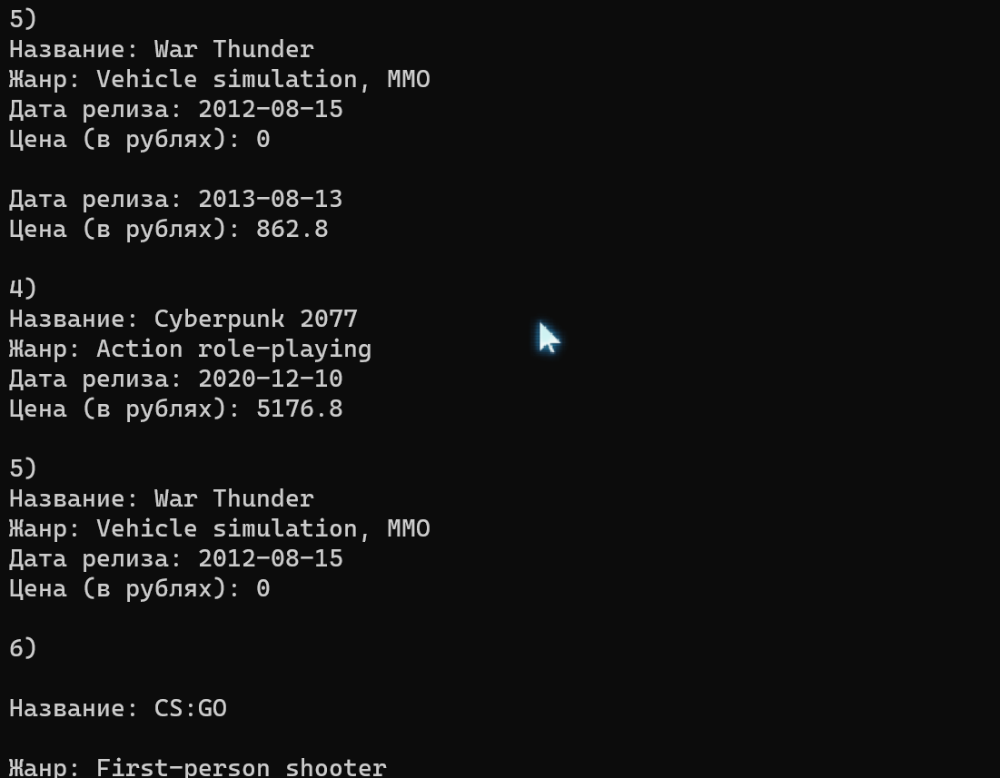 5)
Название: War Thunder
Жанр: Vehicle simulation, MMO
Дата релиза: 2012-08-15
Цена (в рублях): 0
Дата релиза: 2013-08-13
Цена (в рублях): 862.8
4)
Название: Cyberpunk 2077
Жанр: Action role-playing
Дата релиза: 2020-12-10
Цена (в рублях): 5176.8
5)
Название: War Thunder
Жанр: Vehicle simulation, MMO
Дата релиза: 2012-08-15
Цена (в рублях): 0
6)
Название: CS:GO
Жанр: First-person shooter